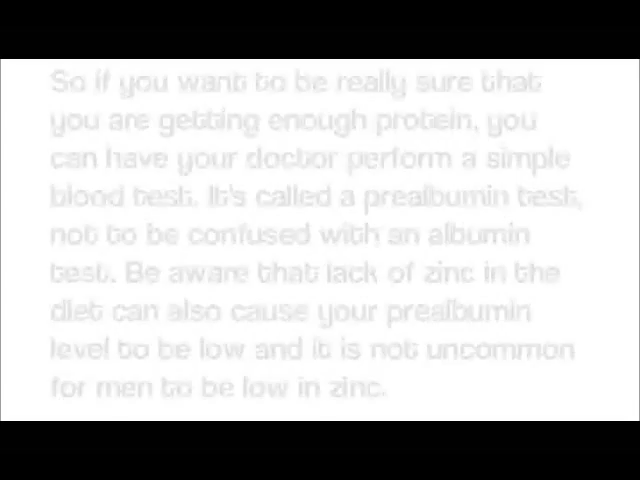 So if you want to be really sure that
you are getting enough protein, you
can have your doctor perform a simple
blood test. It's called a prealbumin test,
not to be confused with an albumin
test. Be aware that lack of zinc in the
diet can also cause your prealbumin
level to be low and it is not uncommon
for men to be low in zinc.